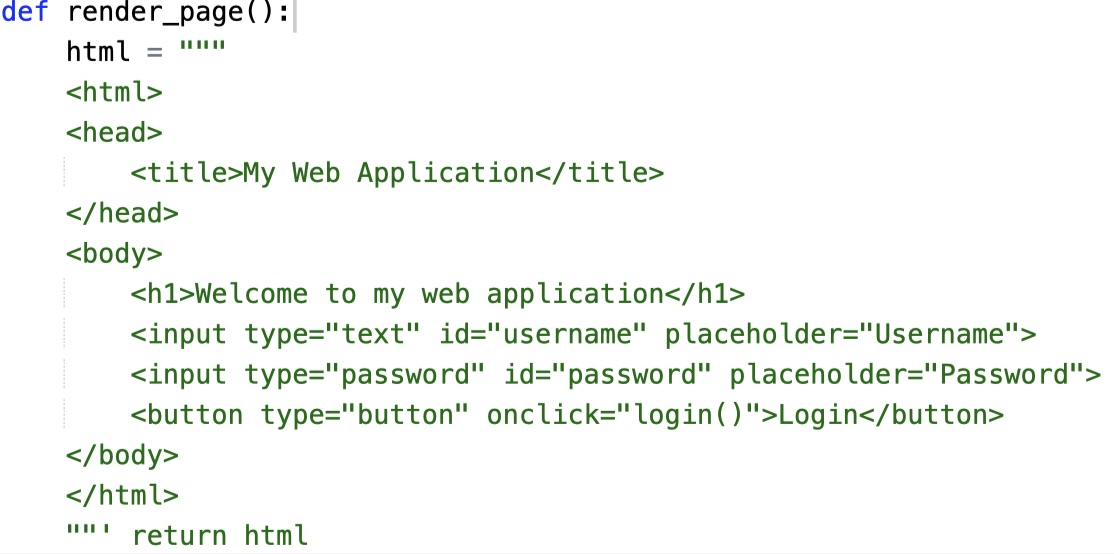 def render_page():
    html = """
    <html>
    <head>
        <title>My Web Application</title>
    </head>
    <body>
        <h1>Welcome to my web application</h1>
        <input type="text" id="username" placeholder="Username">
        <input type="password" id="password" placeholder="Password">
        <button type="button" onclick="login()">Login</button>
    </body>
    </html>
    ""' return html